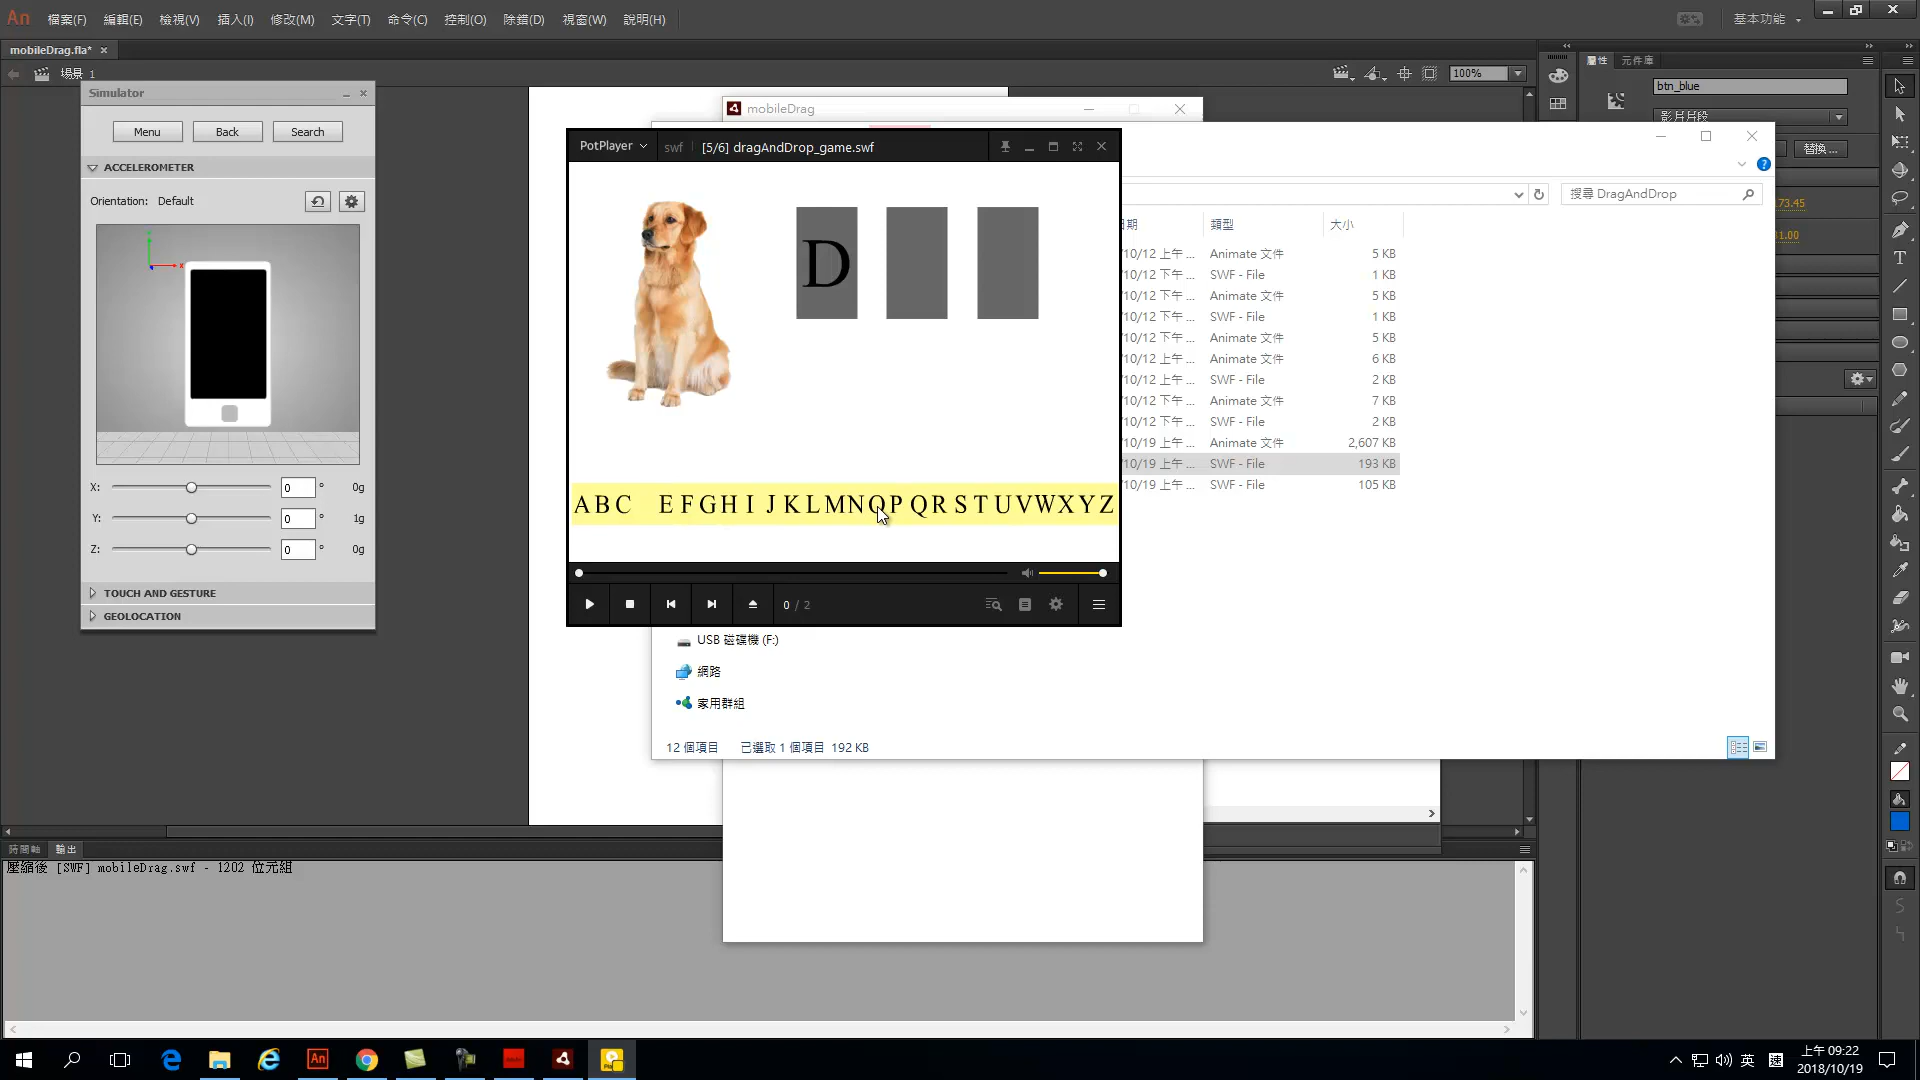 An 檔案(F) 編輯(E) 檢視(V) 插入(I) 修改(M) 文字(T) 命令(C) 控制(O) 除錯(D) 視窗(W) 說明(H) 基本功能
mobileDrag.fla* ×
場景 1 100%
屬性 元件庫
btn_blue
影片片段
替換...
73.45
1.00
Simulator
Menu Back Search
ACCELEROMETER
Orientation: Default
X: 0 ° 0g
Y: 0 ° 1g
Z: 0 ° 0g
TOUCH AND GESTURE
GEOLOCATION
mobileDrag
PotPlayer swf [5/6] dragAndDrop_game.swf
D
A B C E F G H I J K L M N O P Q R S T U V W X Y Z
0 / 2
搜尋 DragAndDrop
日期 類型 大小
/10/12 上午 ... Animate 文件 5 KB
/10/12 下午 ... SWF - File 1 KB
/10/12 下午 ... Animate 文件 5 KB
/10/12 下午 ... SWF - File 1 KB
/10/12 下午 ... Animate 文件 5 KB
/10/12 上午 ... Animate 文件 6 KB
/10/12 上午 ... SWF - File 2 KB
/10/12 下午 ... Animate 文件 7 KB
/10/12 下午 ... SWF - File 2 KB
/10/19 上午 ... Animate 文件 2,607 KB
/10/19 上午 ... SWF - File 193 KB
/10/19 上午 ... SWF - File 105 KB
USB 磁碟機 (F:)
網路
家用群組
12 個項目 已選取 1 個項目 192 KB
時間軸 輸出
壓縮後 [SWF] mobileDrag.swf - 1202 位元組
英
上午 09:22
2018/10/19